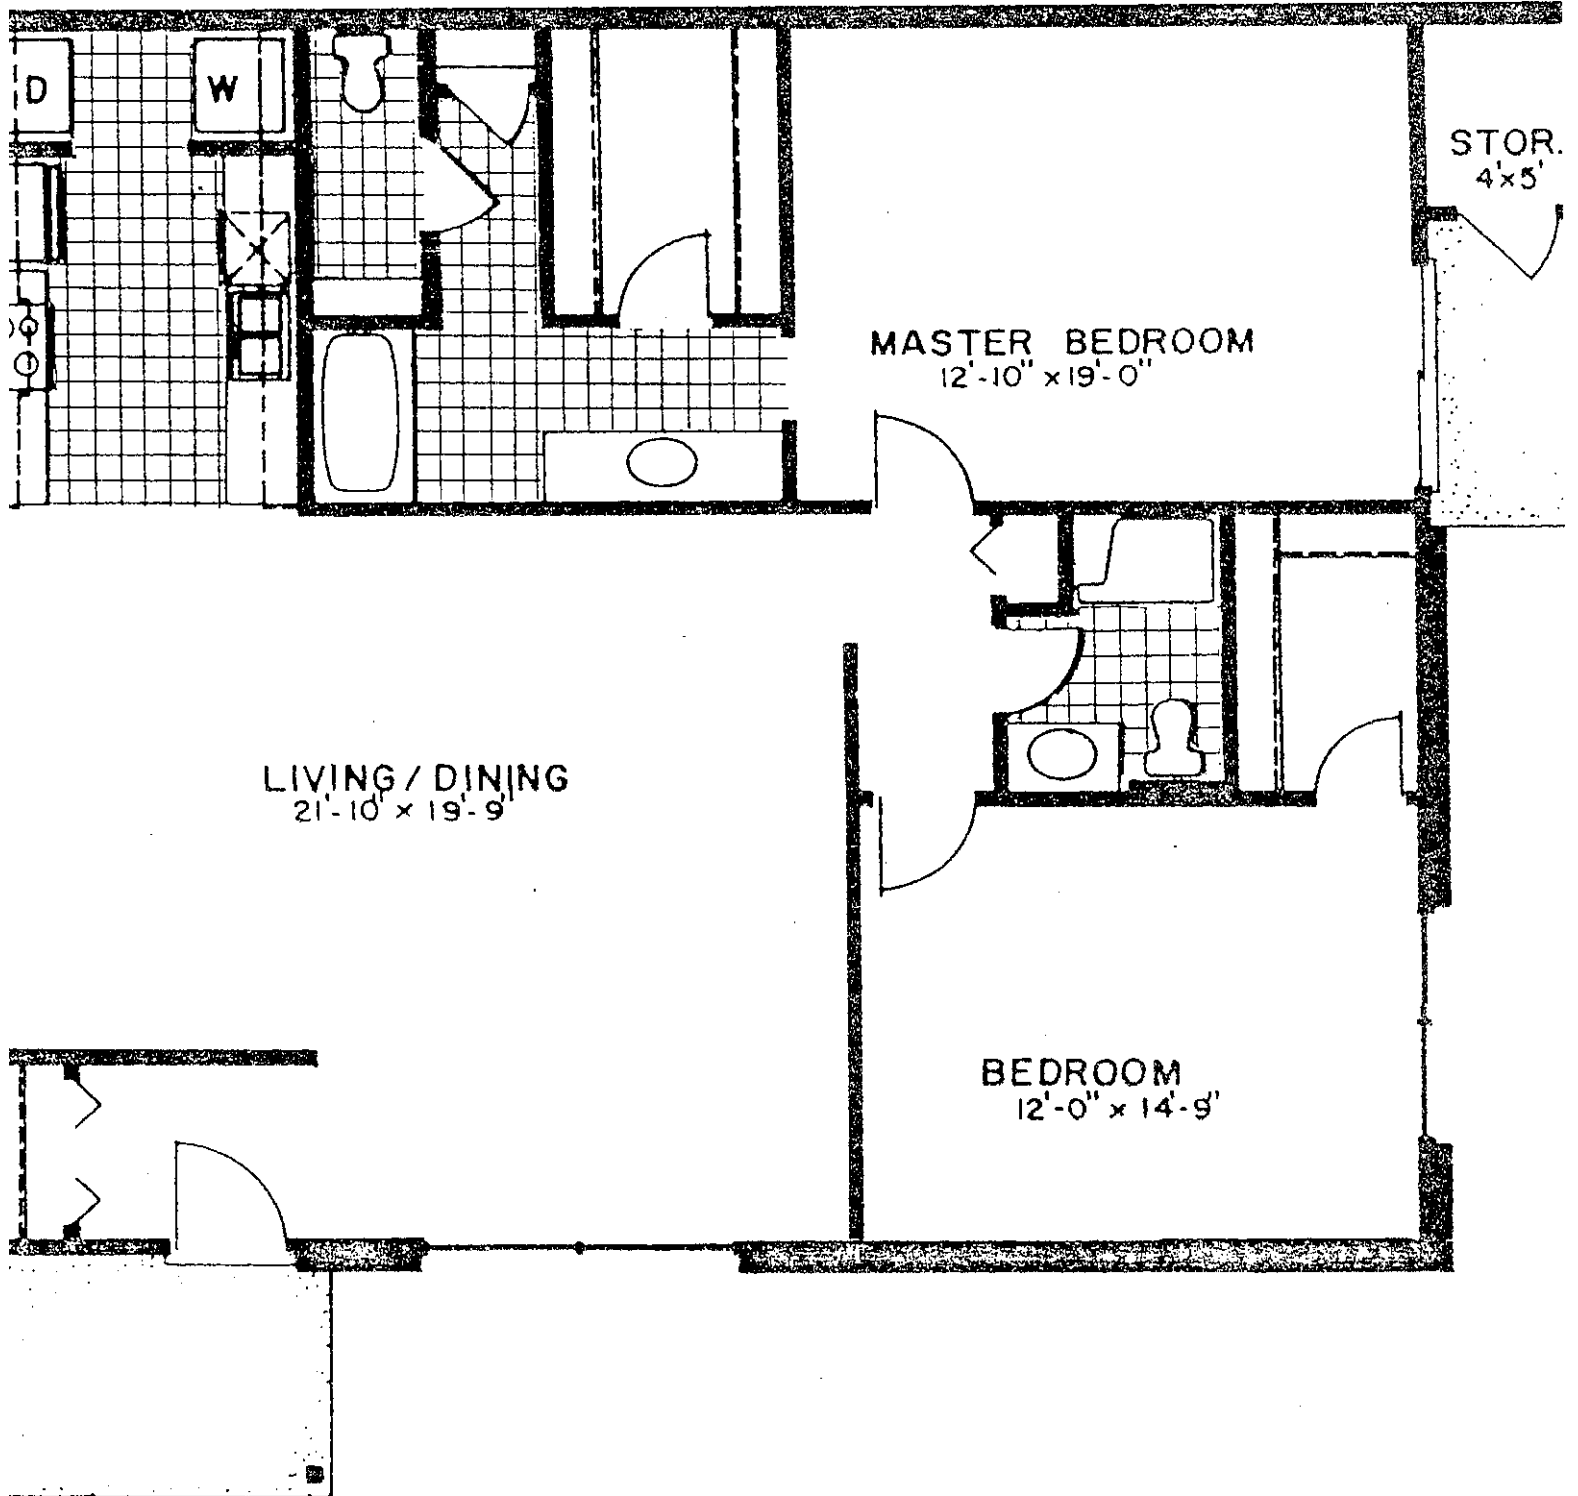 D
W
STOR.
4'x5'
MASTER BEDROOM
12'-10" x 19'-0"
LIVING / DINING
21'-10" x 19'-9"
BEDROOM
12'-0" x 14'-9"